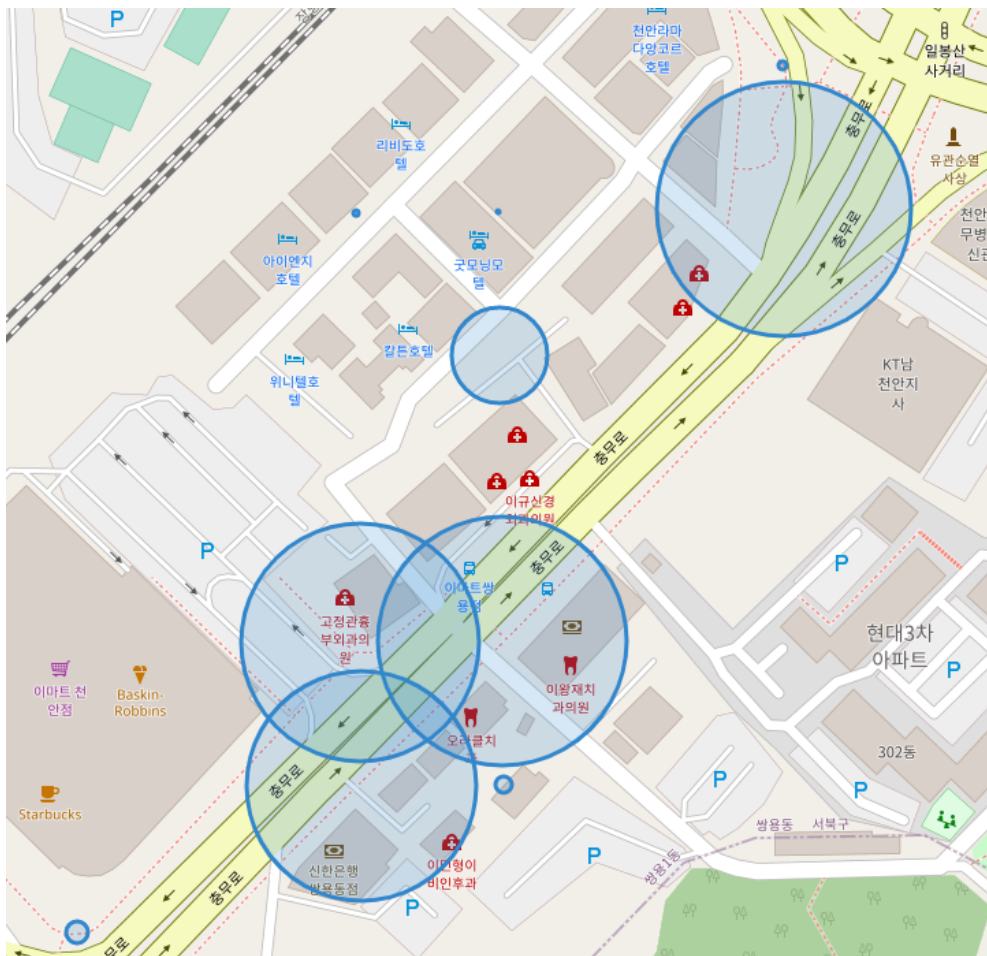 천안라마
다앙코르
호텔
일봉산
사거리
P
충무로
리비도호
텔
유관순열
사상
천안
무병
신관
충무로
아이엔지
호텔
굿모닝모
텔
칼튼호텔
위니텔호
텔
KT남
천안지
사
충무로
이규신경
외과의원
P
충무로
P
이마트쌍
용점
고정관흉
부외과의
원
현대3차
아파트
P
이마트 천
안점
Baskin-
Robbins
이왕재치
과의원
오라클치
302동
충무로
P
P
Starbucks
쌍용동
서북구
P
쌍용1동
신한은행
쌍용동점
이민형이
비인후과
충무로
P
충무로